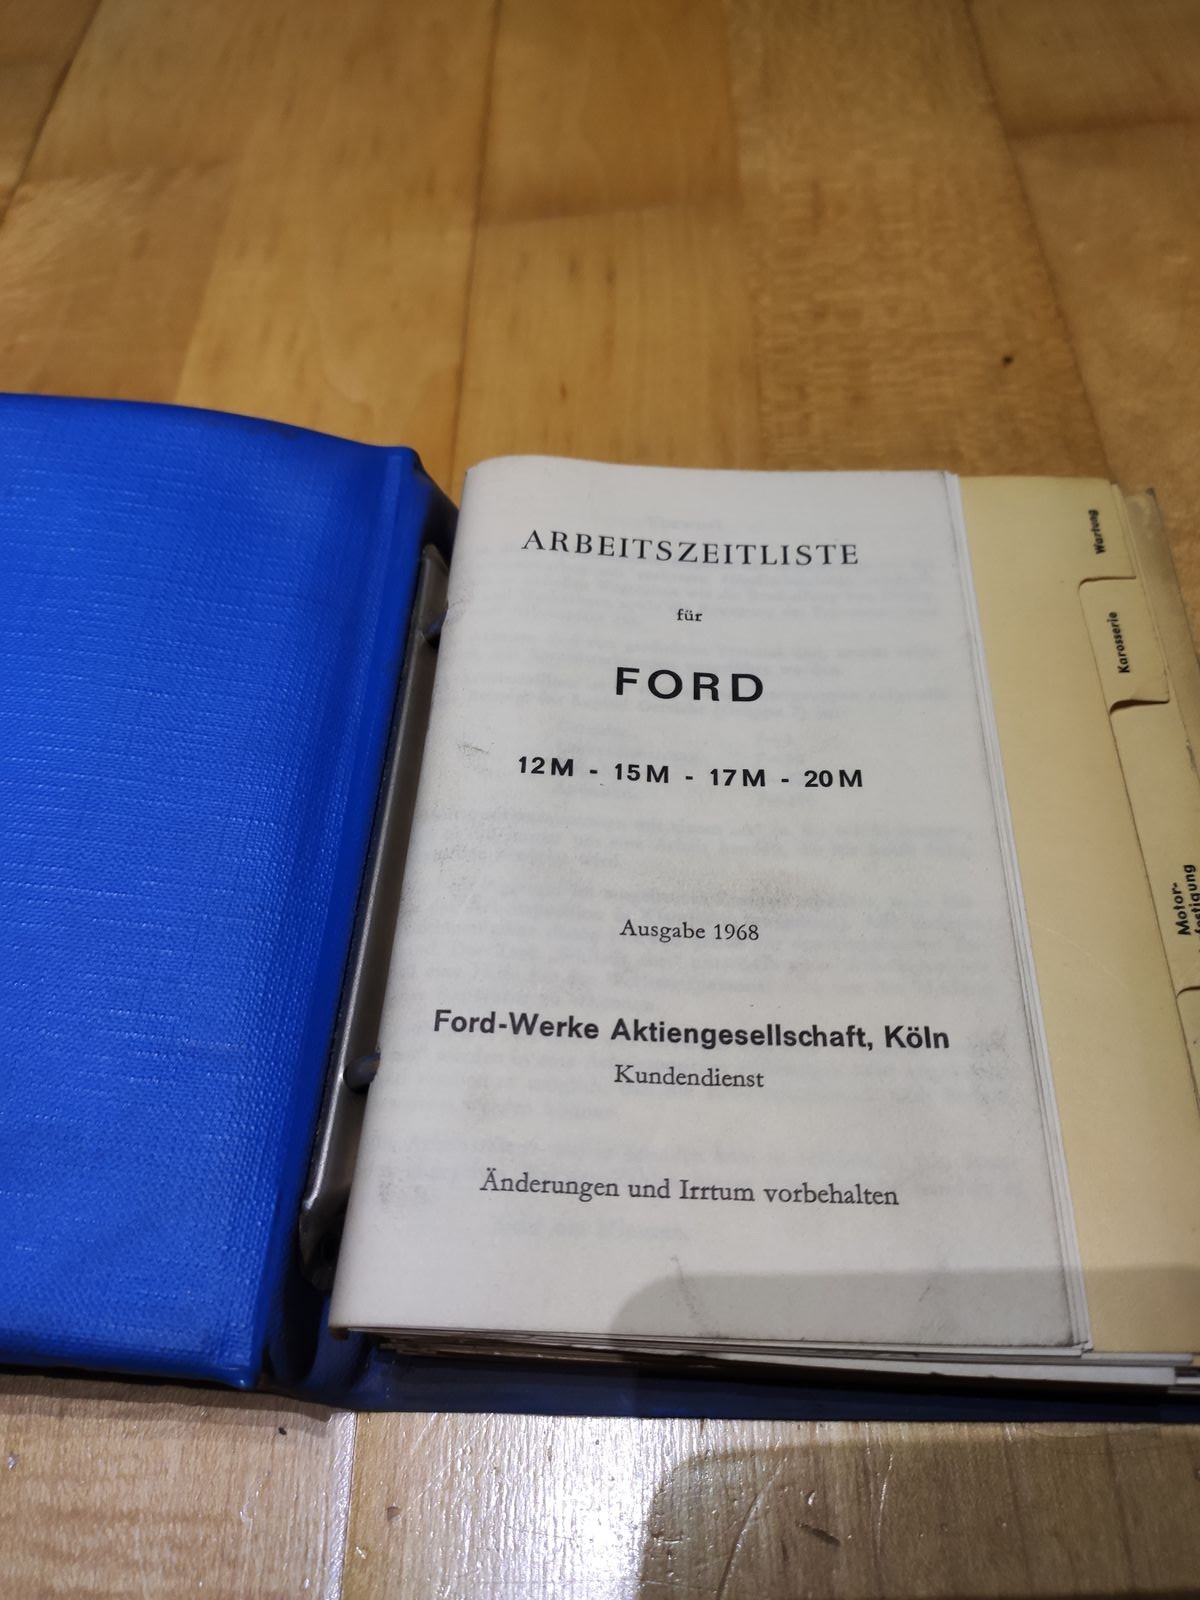 ARBEITSZEITLISTE
für
FORD
12M - 15M - 17M - 20M
Ausgabe 1968
Ford-Werke Aktiengesellschaft, Köln
Kundendienst
Änderungen und Irrtum vorbehalten
Wartung
Karosserie
Motor-